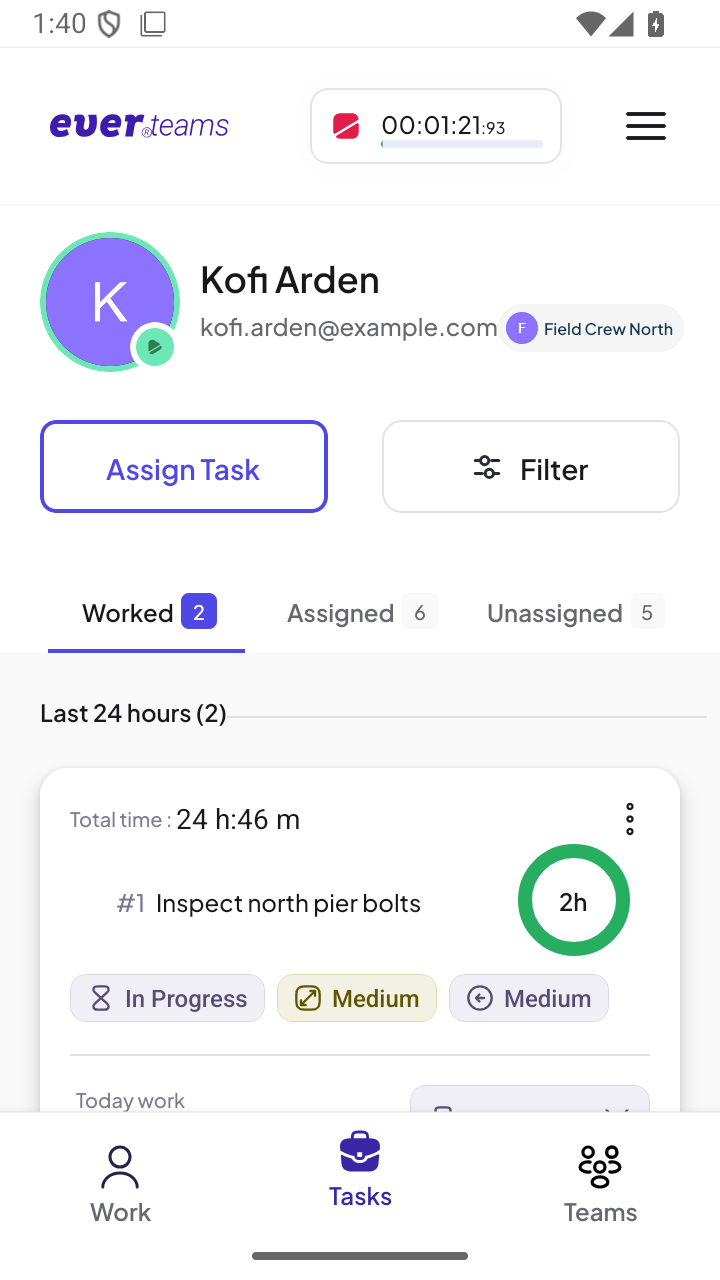 1:40
ever®teams
00:01:21:93
K
Kofi Arden
kofi.arden@example.com
F Field Crew North
Assign Task
Filter
Worked 2
Assigned 6
Unassigned 5
Last 24 hours (2)
Total time : 24 h:46 m
#1 Inspect north pier bolts
2h
In Progress
Medium
Medium
Today work
Work
Tasks
Teams